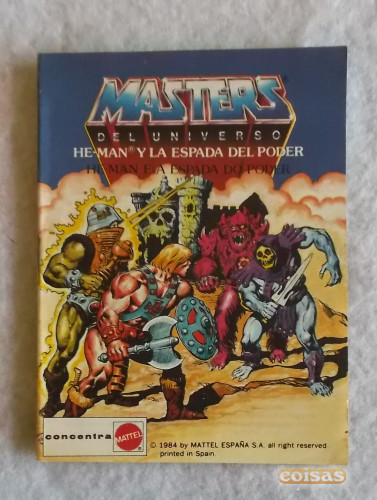 MASTERS
DEL UNIVERSO
HE-MAN® Y LA ESPADA DEL PODER
HE-MAN E A ESPADA DO PODER
concentra
MATTEL
© 1984 by MATTEL ESPAÑA S.A. all right reserved
printed in Spain.
coisas